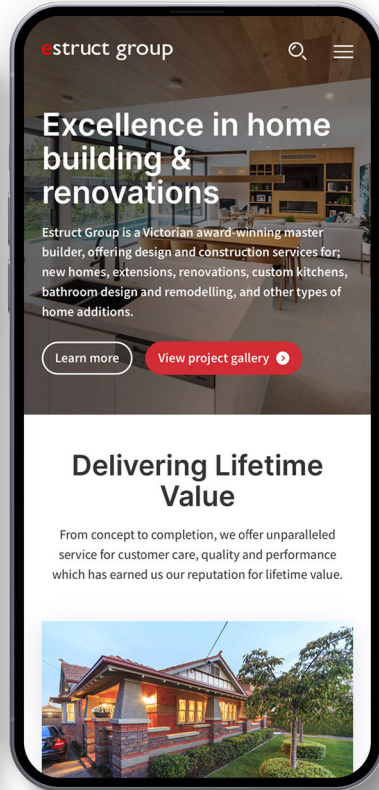 estruct group
Excellence in home
building &
renovations
Estruct Group is a Victorian award-winning master
builder, offering design and construction services for;
new homes, extensions, renovations, custom kitchens,
bathroom design and remodelling, and other types of
home additions.
Learn more
View project gallery
Delivering Lifetime
Value
From concept to completion, we offer unparalleled
service for customer care, quality and performance
which has earned us our reputation for lifetime value.